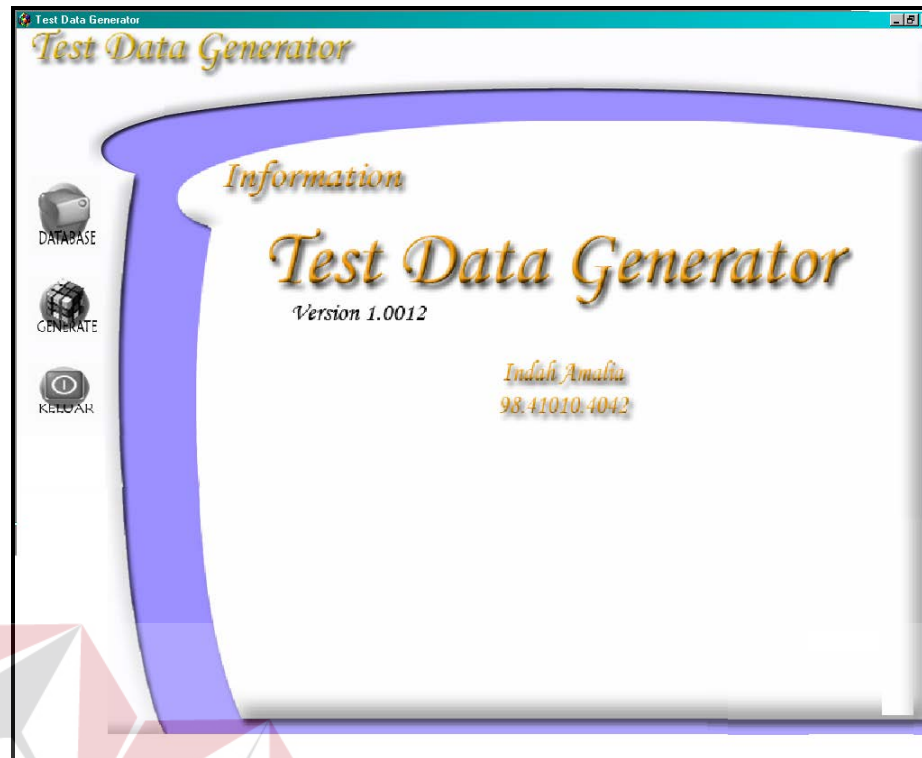 Test Data Generator
Test Data Generator
Information
DATABASE
Test Data Generator
Version 1.0012
GENERATE
Indah Amalia
98.41010.4042
KELUAR